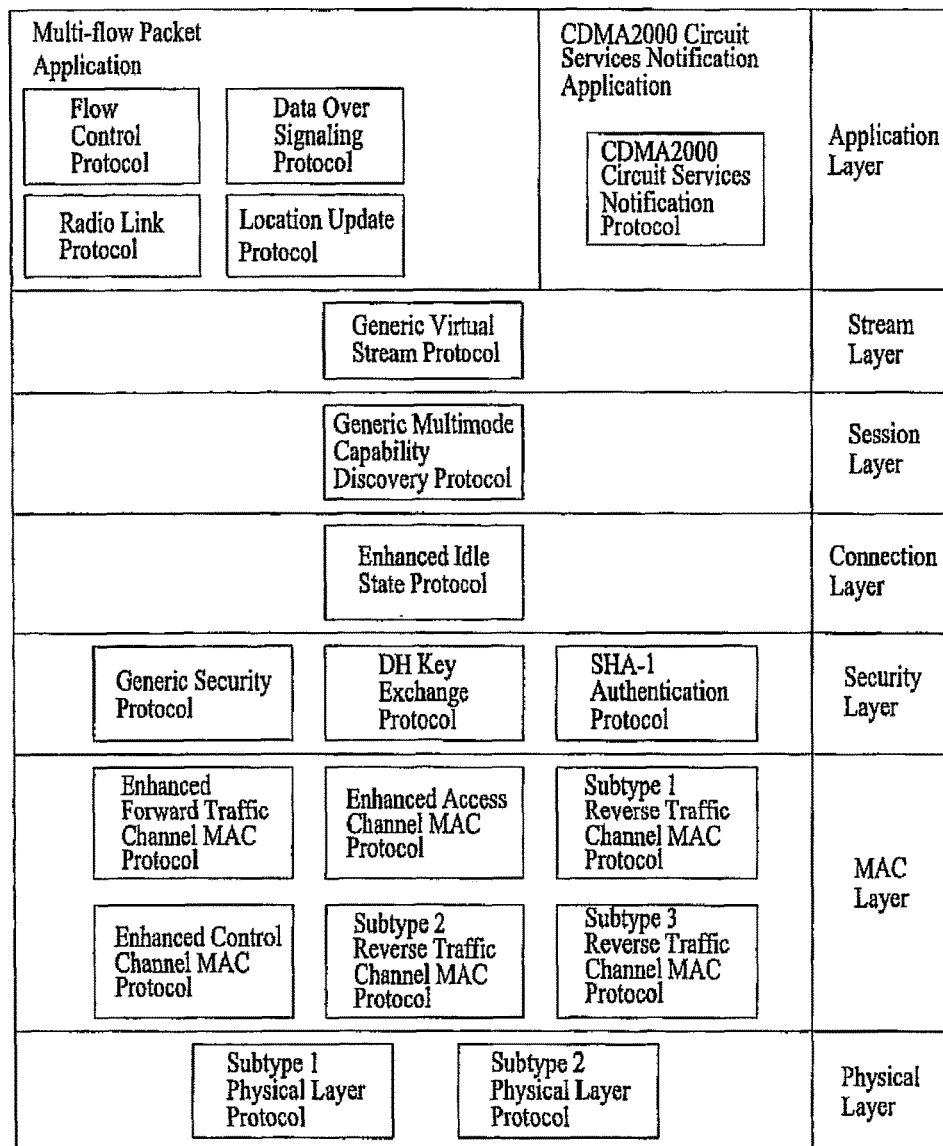 Multi-flow Packet
Application
Flow
Control
Protocol
Data Over
Signaling
Protocol
Radio Link
Protocol
Location Update
Protocol
CDMA2000 Circuit
Services Notification
Application
CDMA2000
Circuit Services
Notification
Protocol
Application
Layer
Generic Virtual
Stream Protocol
Stream
Layer
Generic Multimode
Capability
Discovery Protocol
Session
Layer
Enhanced Idle
State Protocol
Connection
Layer
Generic Security
Protocol
DH Key
Exchange
Protocol
SHA-1
Authentication
Protocol
Security
Layer
Enhanced
Forward Traffic
Channel MAC
Protocol
Enhanced Access
Channel MAC
Protocol
Subtype 1
Reverse Traffic
Channel MAC
Protocol
Enhanced Control
Channel MAC
Protocol
Subtype 2
Reverse Traffic
Channel MAC
Protocol
Subtype 3
Reverse Traffic
Channel MAC
Protocol
MAC
Layer
Subtype 1
Physical Layer
Protocol
Subtype 2
Physical Layer
Protocol
Physical
Layer